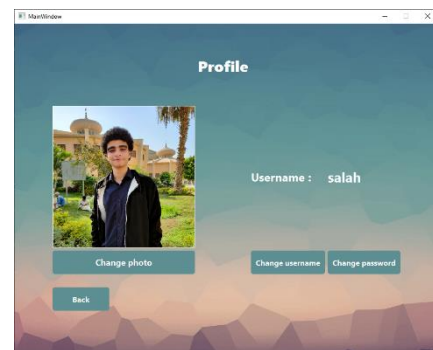 MainWindow
Profile
Username : salah
Change photo
Change username Change password
Back